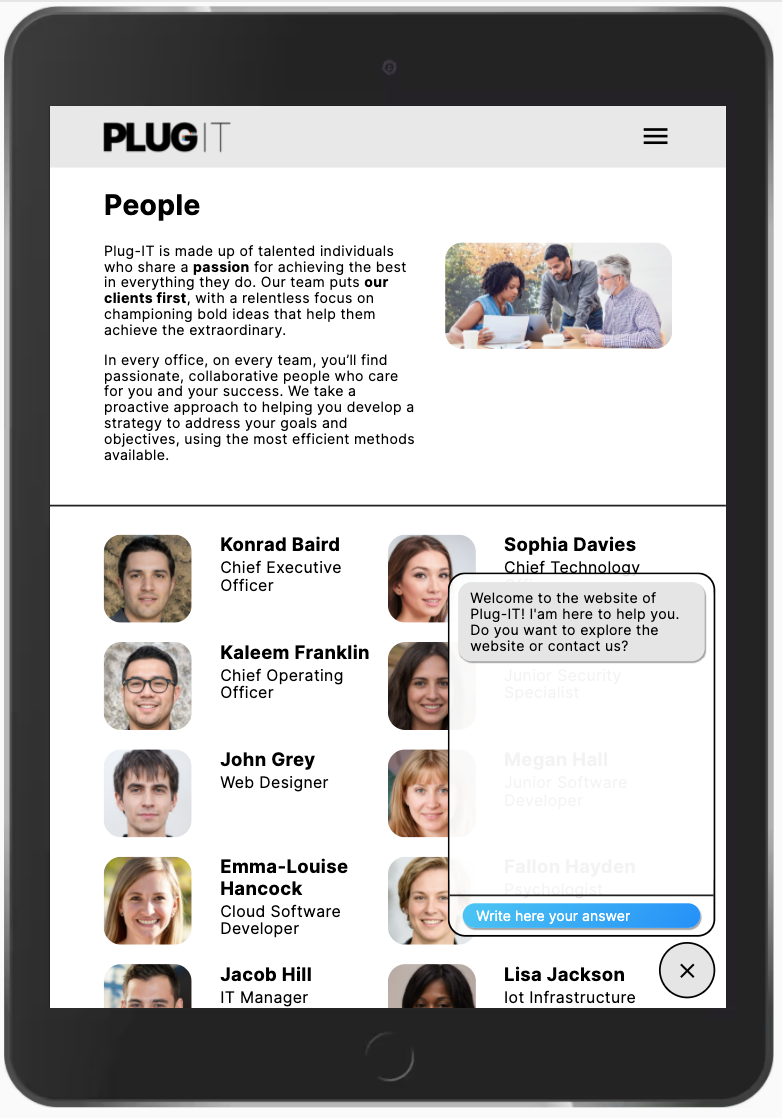 PLUGIT
People
Plug-IT is made up of talented individuals
who share a passion for achieving the best
in everything they do. Our team puts our
clients first, with a relentless focus on
championing bold ideas that help them
achieve the extraordinary.
In every office, on every team, you’ll find
passionate, collaborative people who care
for you and your success. We take a
proactive approach to helping you develop a
strategy to address your goals and
objectives, using the most efficient methods
available.
Konrad Baird
Chief Executive
Officer
Sophia Davies
Chief Technology
Kaleem Franklin
Chief Operating
Officer
Junior Security
Specialist
John Grey
Web Designer
Megan Hall
Junior Software
Developer
Emma-Louise
Hancock
Cloud Software
Developer
Fallon Hayden
Psychologist
Jacob Hill
IT Manager
Lisa Jackson
Iot Infrastructure
Welcome to the website of
Plug-IT! I'am here to help you.
Do you want to explore the
website or contact us?
Write here your answer